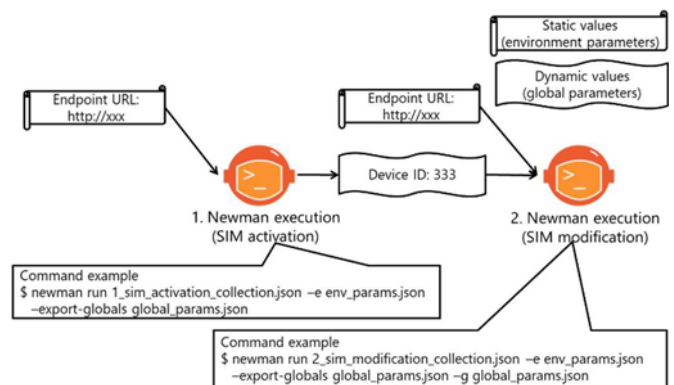 Static values
(environment parameters)
Dynamic values
(global parameters)
Endpoint URL:
http://xxx
Endpoint URL:
http://xxx
>_
Device ID: 333
>_
1. Newman execution
(SIM activation)
2. Newman execution
(SIM modification)
Command example
$ newman run 1_sim_activation_collection.json –e env_params.json
–export-globals global_params.json
Command example
$ newman run 2_sim_modification_collection.json –e env_params.json
–export-globals global_params.json –g global_params.json